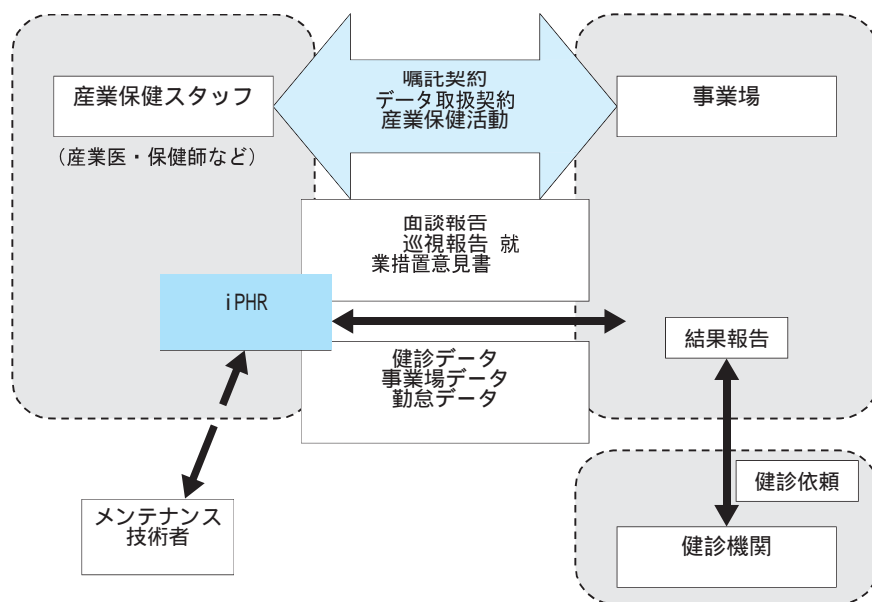 嘱託契約
データ取扱契約
産業保健活動
産業保健スタッフ
(産業医・保健師など)
事業場
面談報告
巡視報告 就
業措置意見書
iPHR
結果報告
健診データ
事業場データ
勤怠データ
健診依頼
メンテナンス
技術者
健診機関